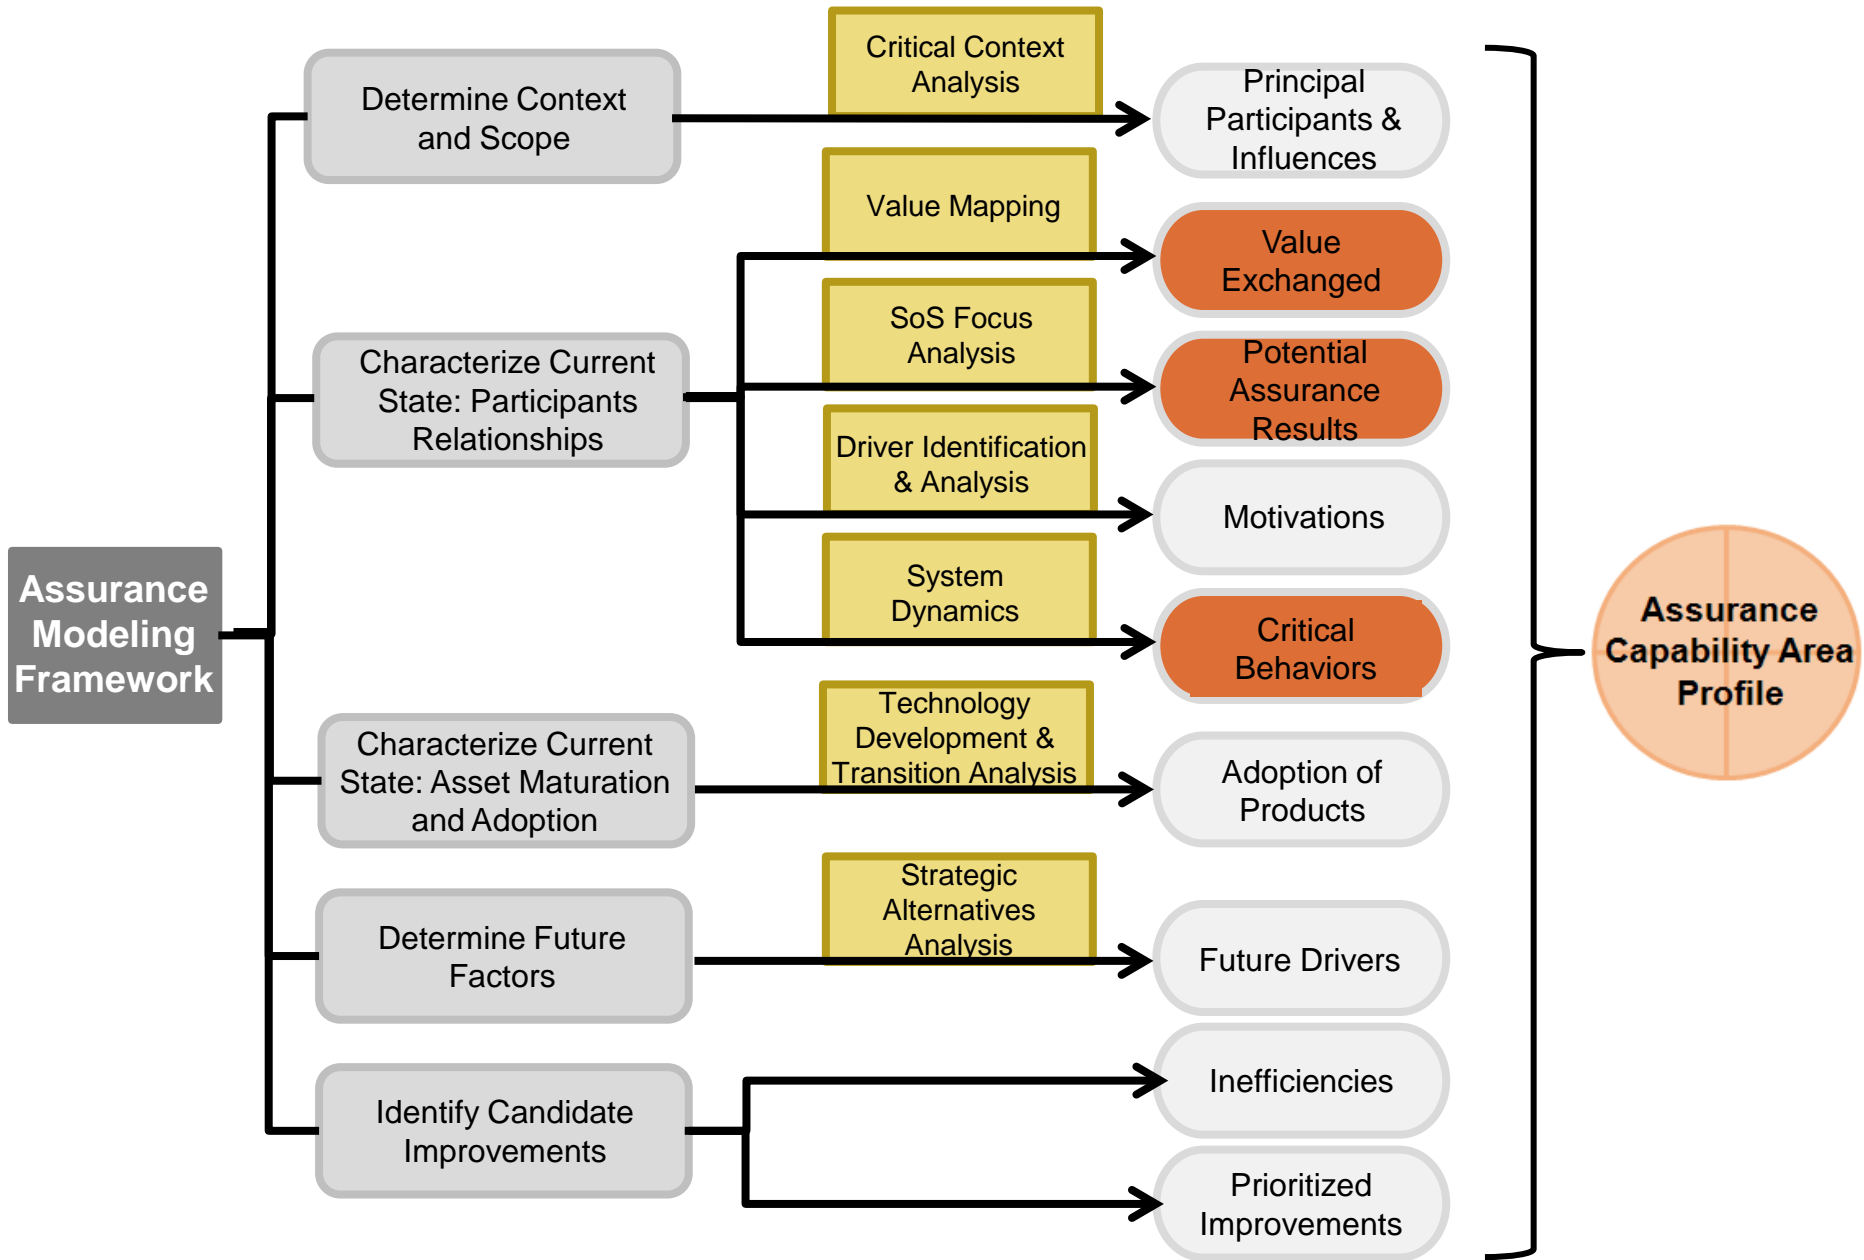 Critical Context
Analysis
Determine Context
and Scope
Principal
Participants &
Influences
Value Mapping
Value
Exchanged
SoS Focus
Analysis
Characterize Current
State: Participants
Relationships
Potential
Assurance
Results
Driver Identification
& Analysis
Motivations
Assurance
Modeling
Framework
System
Dynamics
Critical
Behaviors
Assurance
Capability Area
Profile
Technology
Development &
Transition Analysis
Characterize Current
State: Asset Maturation
and Adoption
Adoption of
Products
Strategic
Alternatives
Analysis
Determine Future
Factors
Future Drivers
Inefficiencies
Identify Candidate
Improvements
Prioritized
Improvements